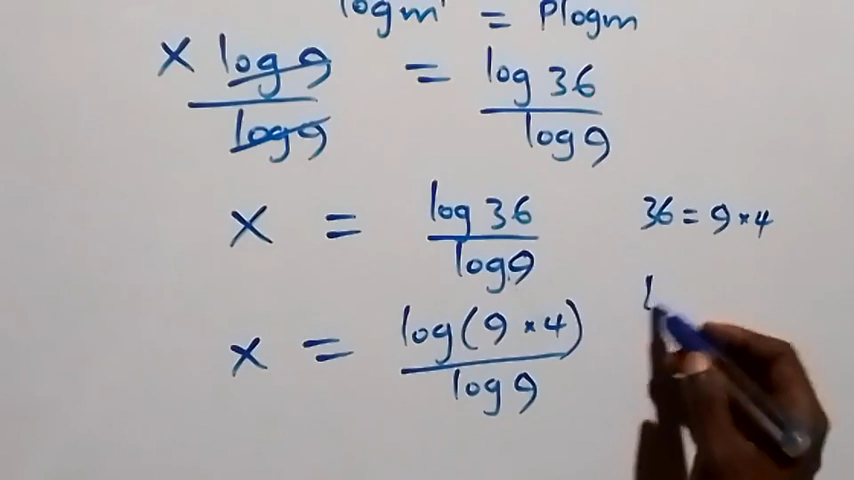 log m = P log m
x log 9 / log 9 = log 36 / log 9
x = log 36 / log 9
36 = 9 × 4
x = log(9 × 4) / log 9
l